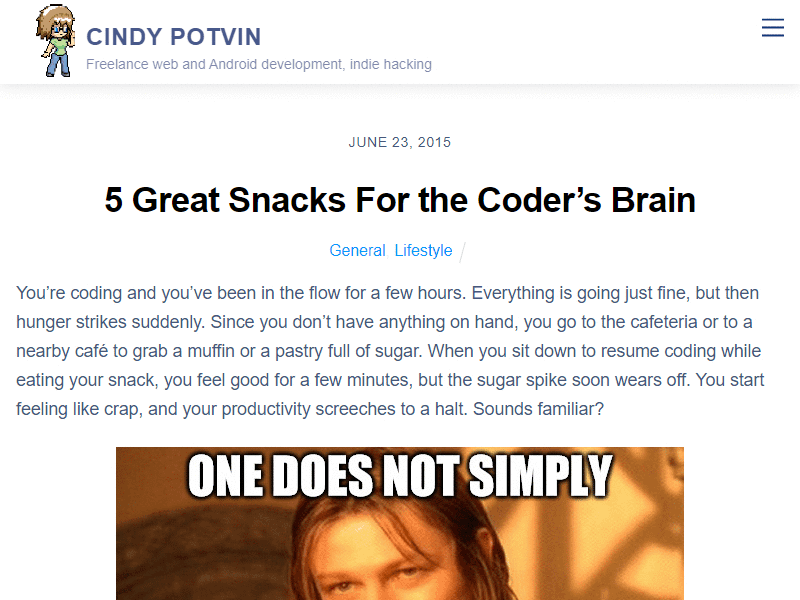 CINDY POTVIN
Freelance web and Android development, indie hacking
JUNE 23, 2015
5 Great Snacks For the Coder’s Brain
General Lifestyle /
You’re coding and you’ve been in the flow for a few hours. Everything is going just fine, but then
hunger strikes suddenly. Since you don’t have anything on hand, you go to the cafeteria or to a
nearby café to grab a muffin or a pastry full of sugar. When you sit down to resume coding while
eating your snack, you feel good for a few minutes, but the sugar spike soon wears off. You start
feeling like crap, and your productivity screeches to a halt. Sounds familiar?
ONE DOES NOT SIMPLY